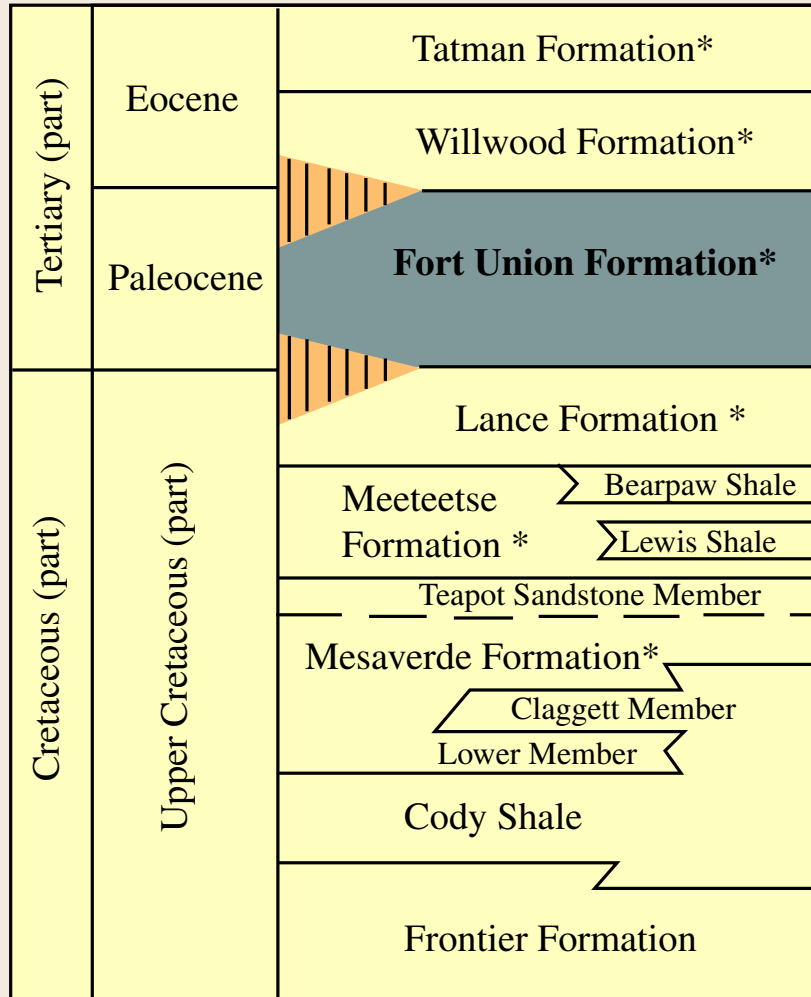 Tertiary (part)
Eocene
Paleocene
Cretaceous (part)
Upper Cretaceous (part)
Tatman Formation*
Willwood Formation*
Fort Union Formation*
Lance Formation *
Meeteetse
Formation *
Bearpaw Shale
Lewis Shale
Teapot Sandstone Member
Mesaverde Formation*
Claggett Member
Lower Member
Cody Shale
Frontier Formation